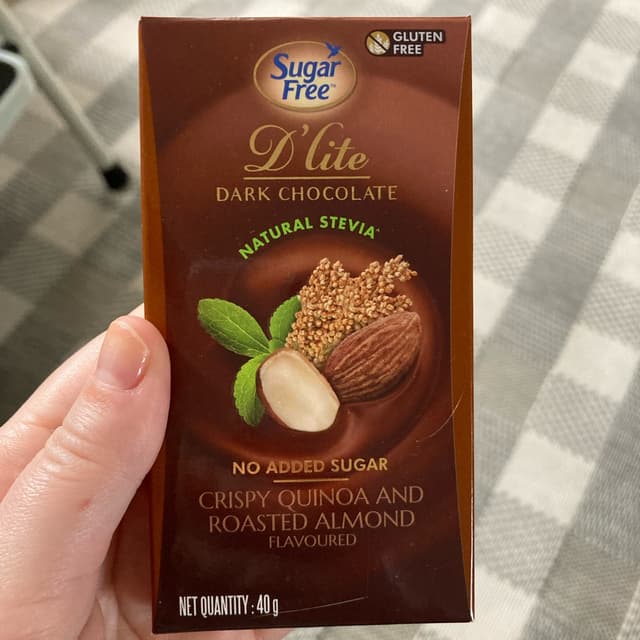 GLUTEN
FREE
Sugar
Free™
D'lite
DARK CHOCOLATE
NATURAL STEVIA^
NO ADDED SUGAR
CRISPY QUINOA AND
ROASTED ALMOND
FLAVOURED
NET QUANTITY : 40 g